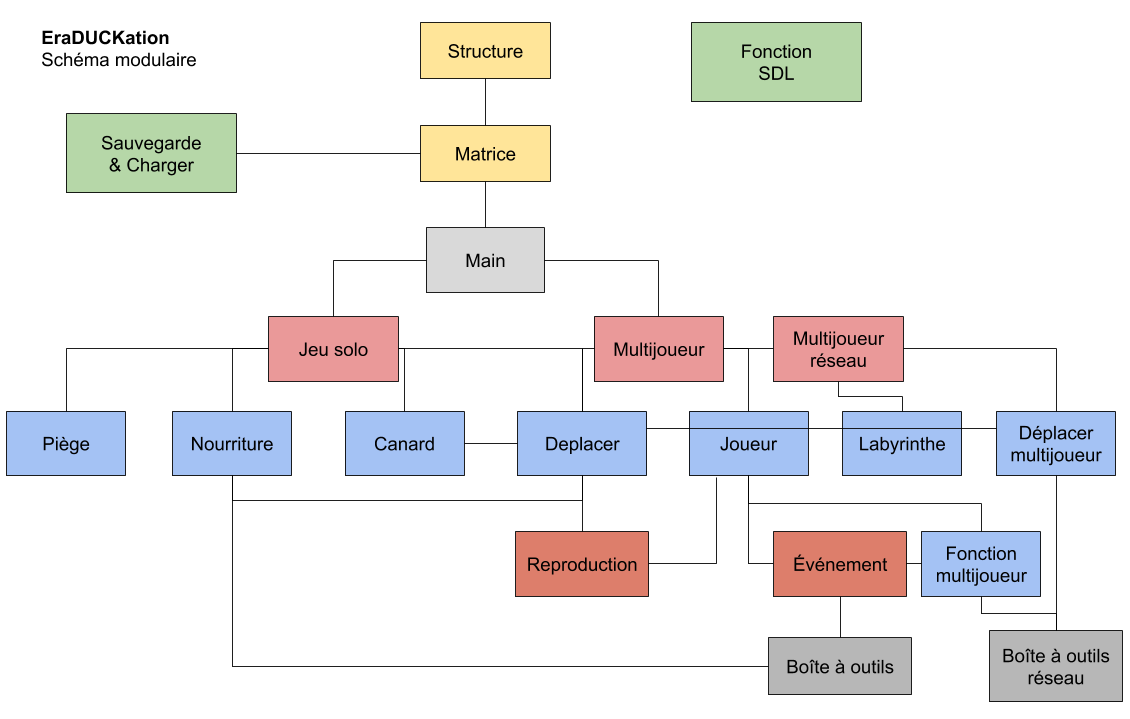 EraDUCKation
Schéma modulaire
Structure
Fonction
SDL
Sauvegarde
& Charger
Matrice
Main
Jeu solo
Multijoueur
Multijoueur
réseau
Piège
Nourriture
Canard
Deplacer
Joueur
Labyrinthe
Déplacer
multijoueur
Reproduction
Événement
Fonction
multijoueur
Boîte à outils
Boîte à outils
réseau